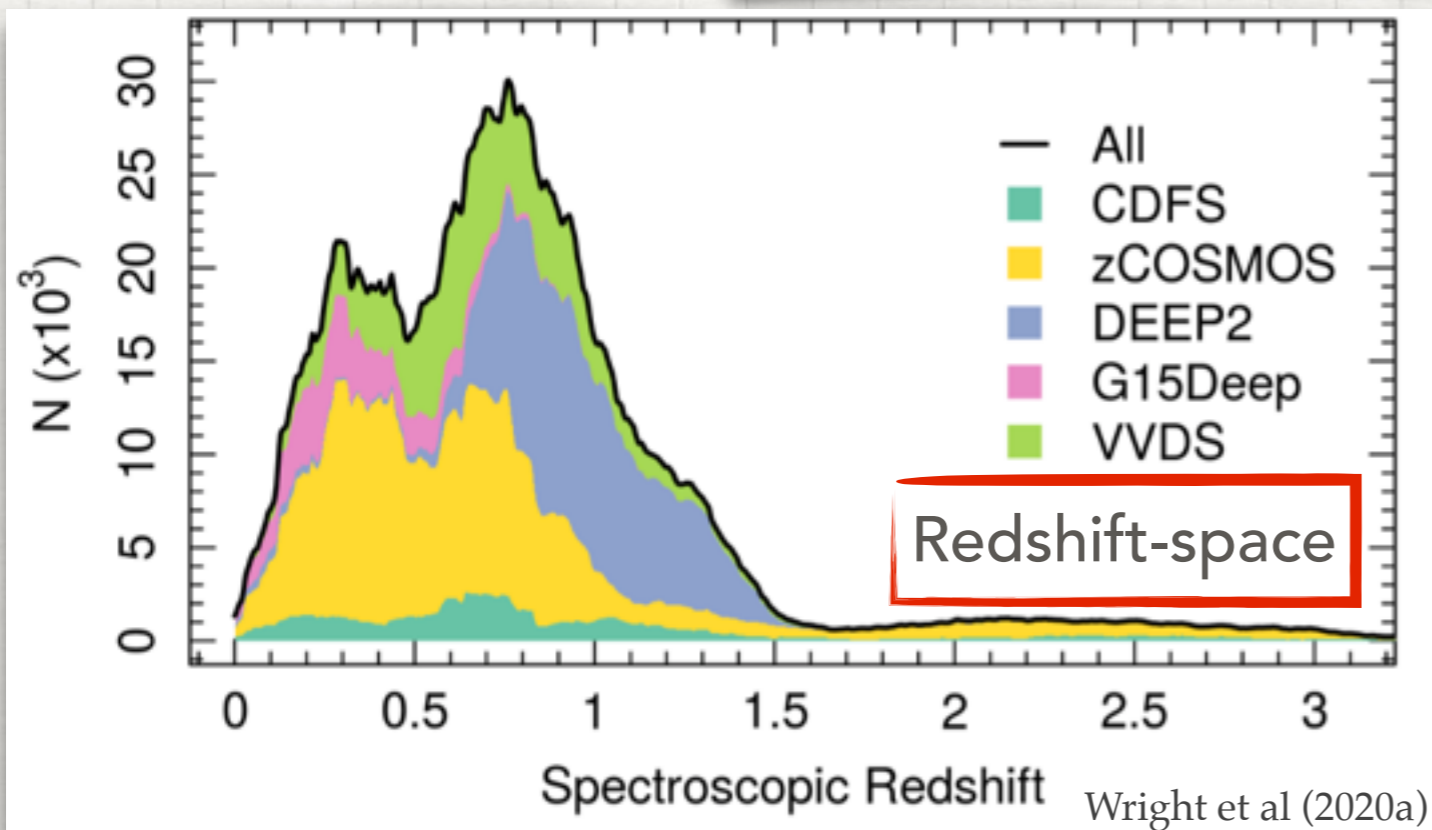 N (x10³)
30
25
20
15
10
5
0
All
CDFS
zCOSMOS
DEEP2
G15Deep
VVDS
Redshift-space
0 0.5 1 1.5 2 2.5 3
Spectroscopic Redshift
Wright et al (2020a)